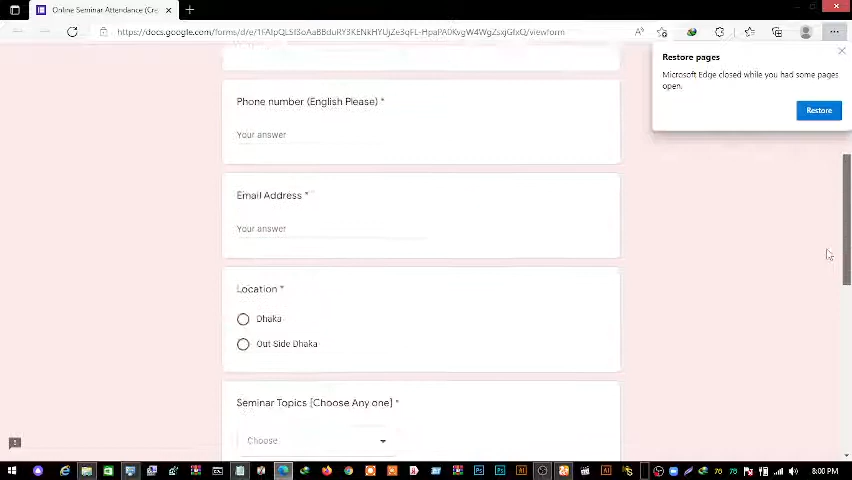 Online Seminar Attendance (Cre
Restore pages
Microsoft Edge closed while you had some pages
open.
Restore
Phone number (English Please) *
Your answer
Email Address *
Your answer
Location *
Dhaka
Out Side Dhaka
Seminar Topics [Choose Any one] *
Choose
8:00 PM